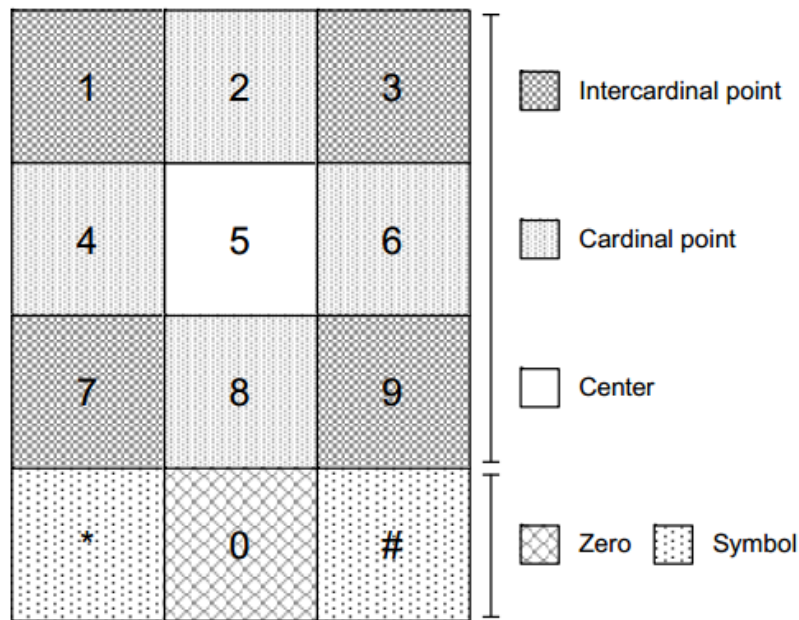 1 2 3
Intercardinal point
4 5 6
Cardinal point
7 8 9
Center
* 0 #
Zero Symbol